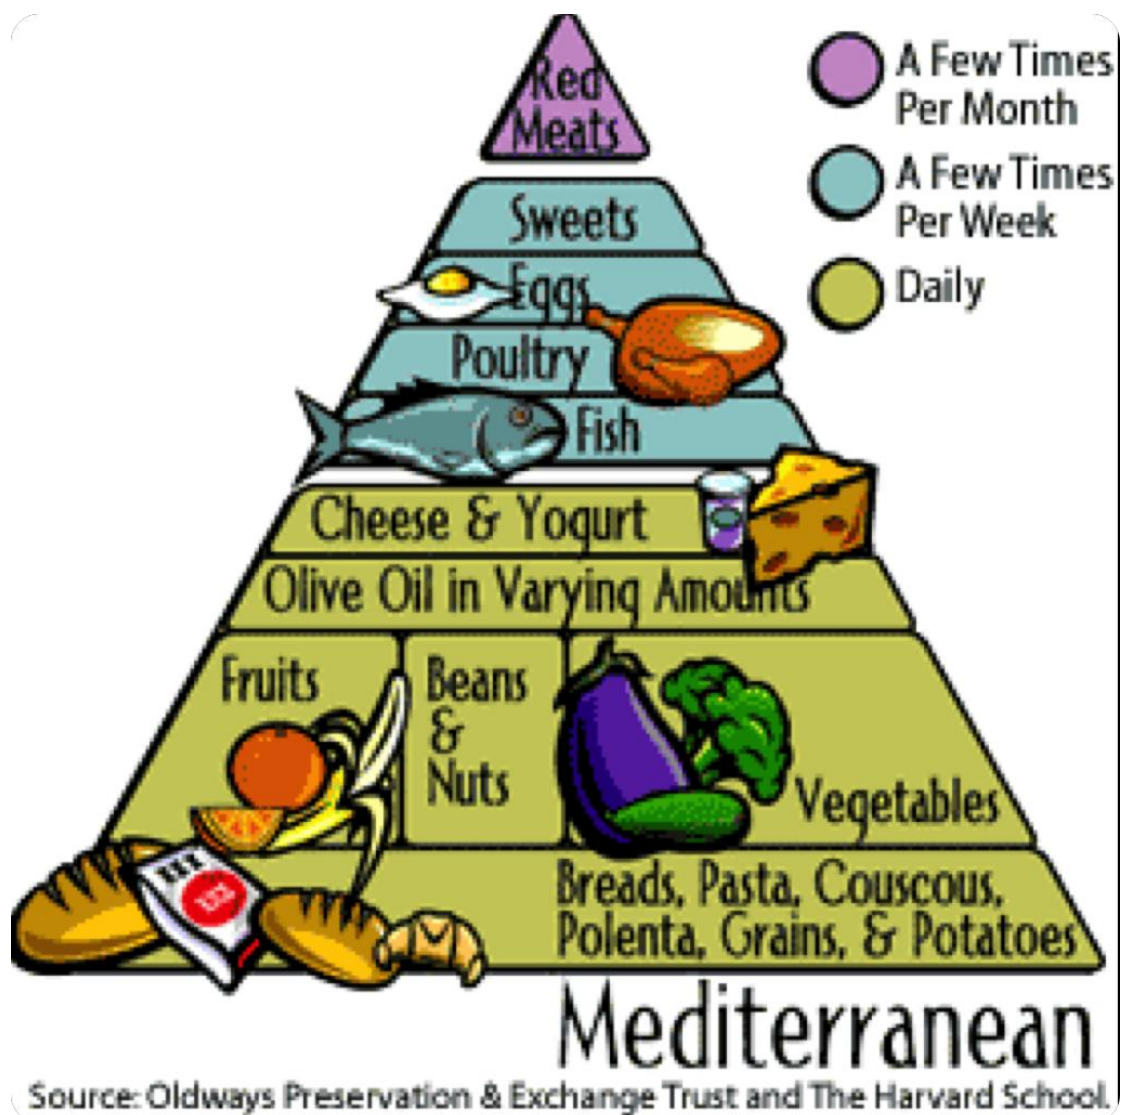 Red
Meats
A Few Times
Per Month
A Few Times
Per Week
Daily
Sweets
Eggs
Poultry
Fish
Cheese & Yogurt
Olive Oil in Varying Amounts
Fruits
Beans
&
Nuts
Vegetables
XXX
XXX
Breads, Pasta, Couscous,
Polenta, Grains, & Potatoes
Mediterranean
Source: Oldways Preservation & Exchange Trust and The Harvard School.